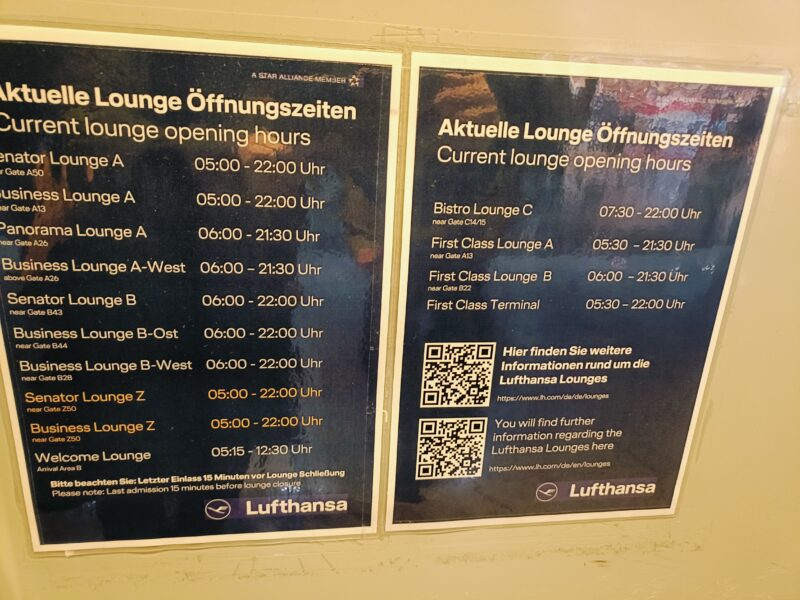 A STAR ALLIANCE MEMBER
Aktuelle Lounge Öffnungszeiten
Current lounge opening hours
enator Lounge A 05:00 - 22:00 Uhr
ar Gate A50
usiness Lounge A 05:00 - 22:00 Uhr
ear Gate A13
Panorama Lounge A 06:00 - 21:30 Uhr
near Gate A26
Business Lounge A-West 06:00 - 21:30 Uhr
above Gate A26
Senator Lounge B 06:00 - 22:00 Uhr
near Gate B43
Business Lounge B-Ost 06:00 - 22:00 Uhr
near Gate B44
Business Lounge B-West 06:00 - 22:00 Uhr
near Gate B28
Senator Lounge Z 05:00 - 22:00 Uhr
near Gate Z50
Business Lounge Z 05:00 - 22:00 Uhr
near Gate Z50
Welcome Lounge 05:15 - 12:30 Uhr
Arrival Area B
Bitte beachten Sie: Letzter Einlass 15 Minuten vor Lounge Schließung
Please note: Last admission 15 minutes before lounge closure
Lufthansa
A STAR ALLIANCE MEMBER
Aktuelle Lounge Öffnungszeiten
Current lounge opening hours
Bistro Lounge C 07:30 - 22:00 Uhr
near Gate C14/15
First Class Lounge A 05:30 - 21:30 Uhr
near Gate A13
First Class Lounge B 06:00 - 21:30 Uhr
near Gate B22
First Class Terminal 05:30 - 22:00 Uhr
Hier finden Sie weitere
Informationen rund um die
Lufthansa Lounges
https://www.lh.com/de/de/lounges
You will find further
information regarding the
Lufthansa Lounges here
https://www.lh.com/de/en/lounges
Lufthansa